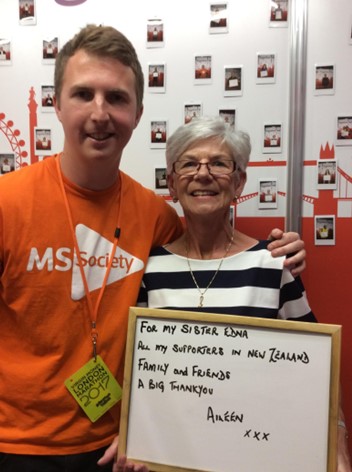 MS Society
LONDON
MARATHON
2017
FOR MY SISTER EDNA
ALL MY SUPPORTERS IN NEW ZEALAND
FAMILY and FRIENDS
A BIG THANKYOU
AILEEN
xxx